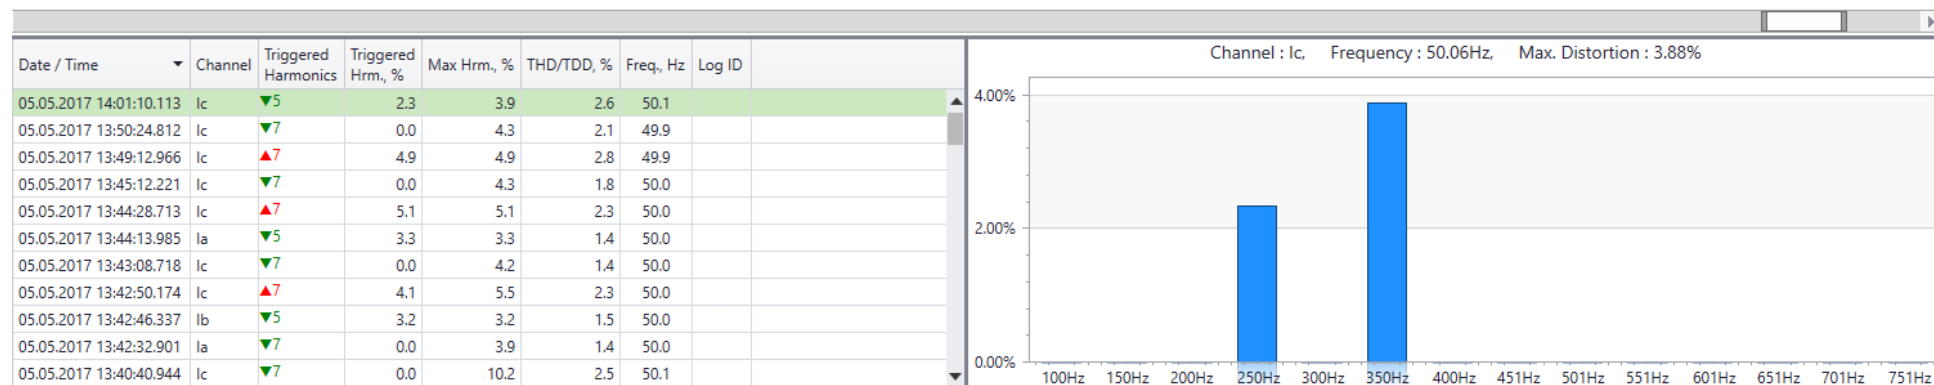 Date / Time Channel Triggered Harmonics Triggered Hrm., % Max Hrm., % THD/TDD, % Freq., Hz Log ID
05.05.2017 14:01:10.113 Ic ▼5 2.3 3.9 2.6 50.1
05.05.2017 13:50:24.812 Ic ▼7 0.0 4.3 2.1 49.9
05.05.2017 13:49:12.966 Ic ▲7 4.9 4.9 2.8 49.9
05.05.2017 13:45:12.221 Ic ▼7 0.0 4.3 1.8 50.0
05.05.2017 13:44:28.713 Ic ▲7 5.1 5.1 2.3 50.0
05.05.2017 13:44:13.985 Ia ▼5 3.3 3.3 1.4 50.0
05.05.2017 13:43:08.718 Ic ▼7 0.0 4.2 1.4 50.0
05.05.2017 13:42:50.174 Ic ▲7 4.1 5.5 2.3 50.0
05.05.2017 13:42:46.337 Ib ▼5 3.2 3.2 1.5 50.0
05.05.2017 13:42:32.901 Ia ▼7 0.0 3.9 1.4 50.0
05.05.2017 13:40:40.944 Ic ▼7 0.0 10.2 2.5 50.1
Channel : Ic, Frequency : 50.06Hz, Max. Distortion : 3.88%
4.00%
2.00%
0.00%
100Hz 150Hz 200Hz 250Hz 300Hz 350Hz 400Hz 451Hz 501Hz 551Hz 601Hz 651Hz 701Hz 751Hz